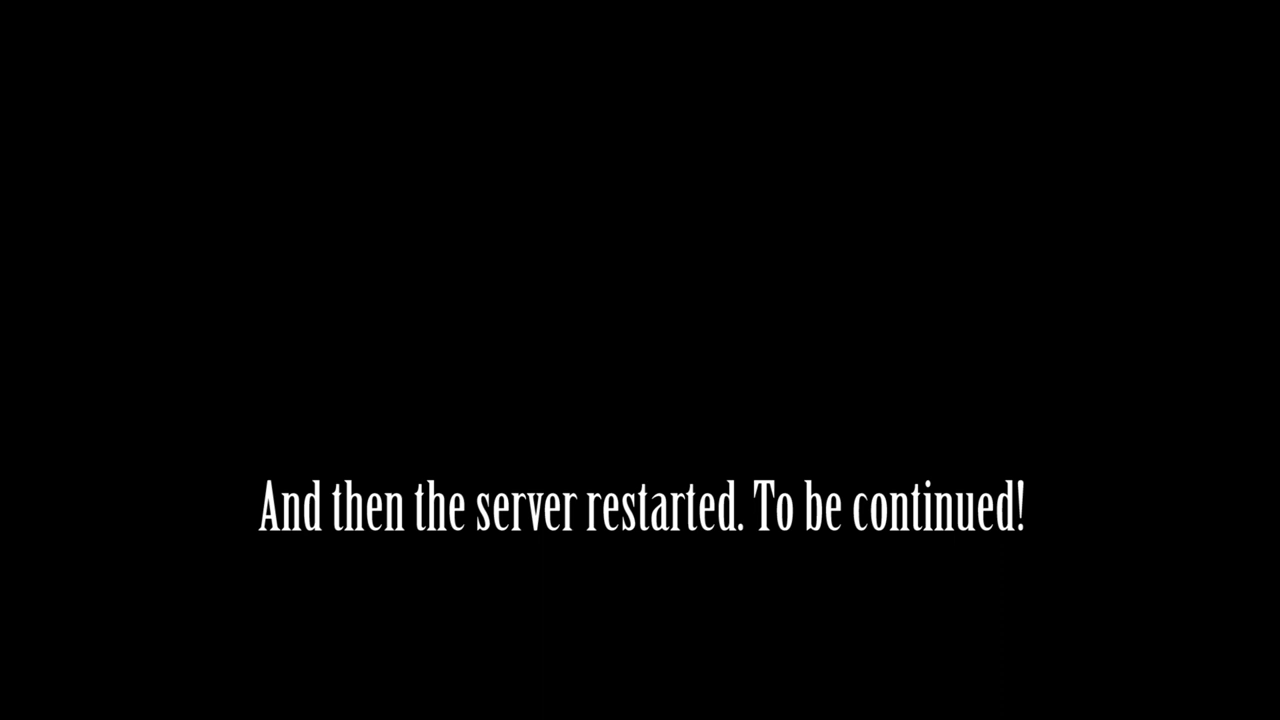 And then the server restarted. To be continued!